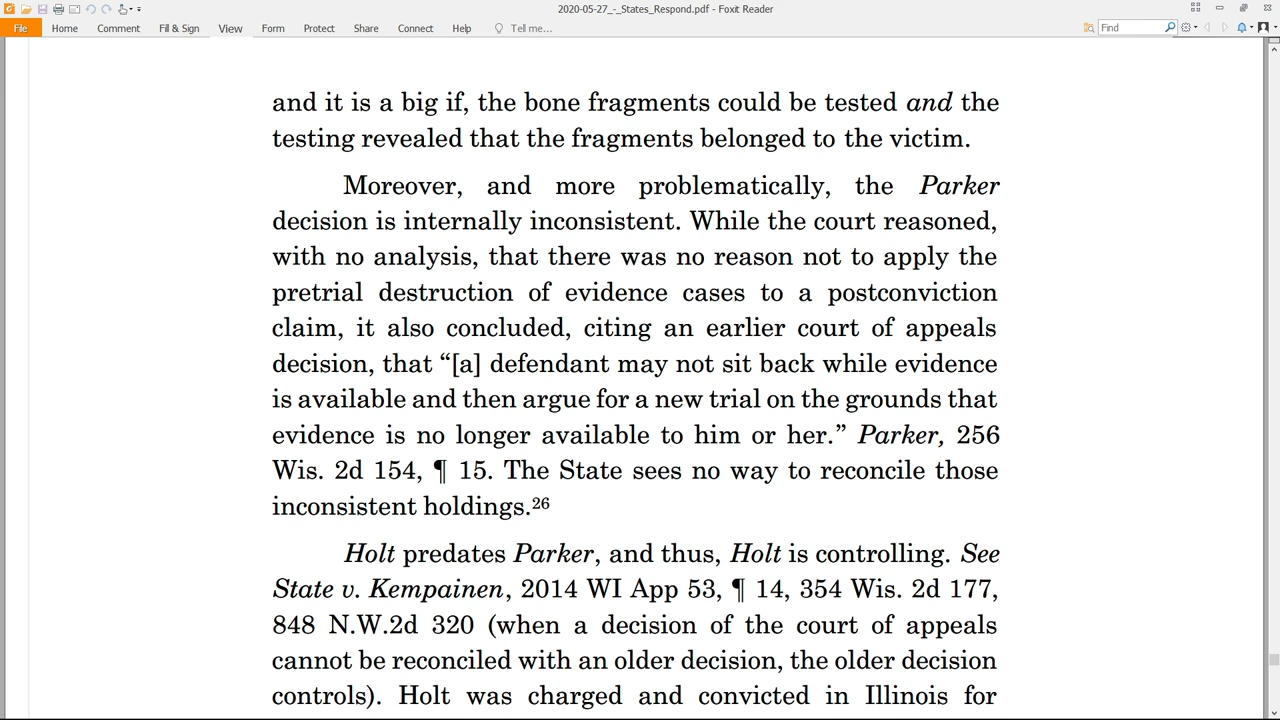 2020-05-27_-_States_Respond.pdf - Foxit Reader
File Home Comment Fill & Sign Organize View Form Protect Share Connect Help Tell me... Find
and it is a big if, the bone fragments could be tested and the
testing revealed that the fragments belonged to the victim.
Moreover, and more problematically, the Parker
decision is internally inconsistent. While the court reasoned,
with no analysis, that there was no reason not to apply the
pretrial destruction of evidence cases to a postconviction
claim, it also concluded, citing an earlier court of appeals
decision, that “[a] defendant may not sit back while evidence
is available and then argue for a new trial on the grounds that
evidence is no longer available to him or her.” Parker, 256
Wis. 2d 154, ¶ 15. The State sees no way to reconcile those
inconsistent holdings.26
Holt predates Parker, and thus, Holt is controlling. See
State v. Kempainen, 2014 WI App 53, ¶ 14, 354 Wis. 2d 177,
848 N.W.2d 320 (when a decision of the court of appeals
cannot be reconciled with an older decision, the older decision
controls). Holt was charged and convicted in Illinois for